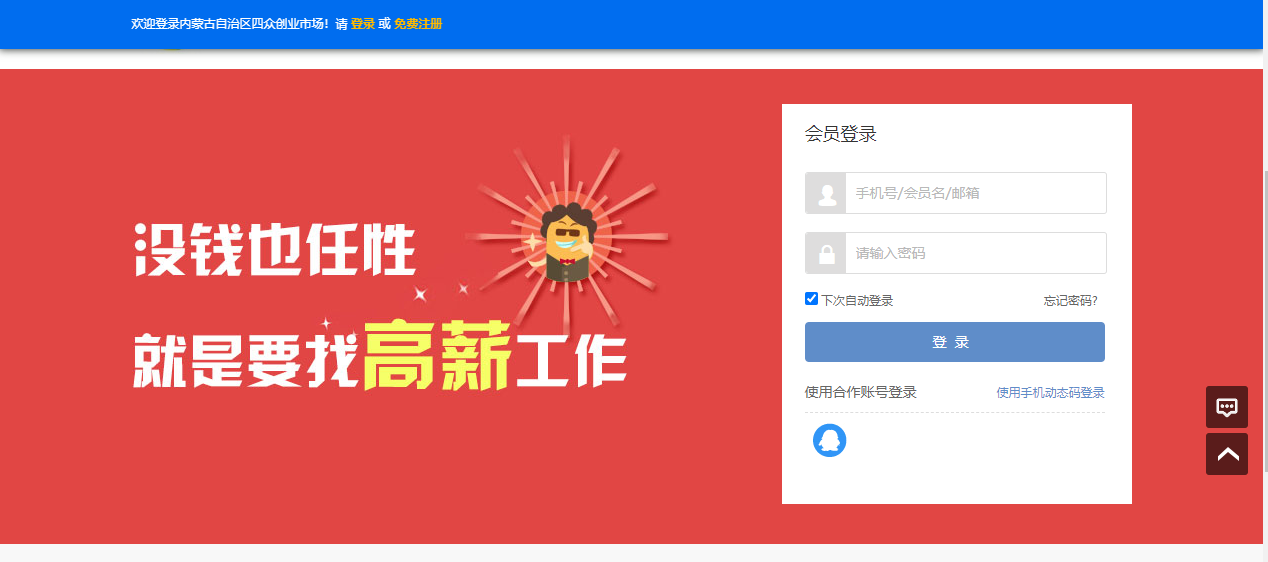 欢迎登录内蒙古自治区四众创业市场！请 登录 或 免费注册
没钱也任性
就是要找高薪工作
会员登录
手机号/会员名/邮箱
请输入密码
下次自动登录 忘记密码?
登 录
使用合作账号登录 使用手机动态码登录